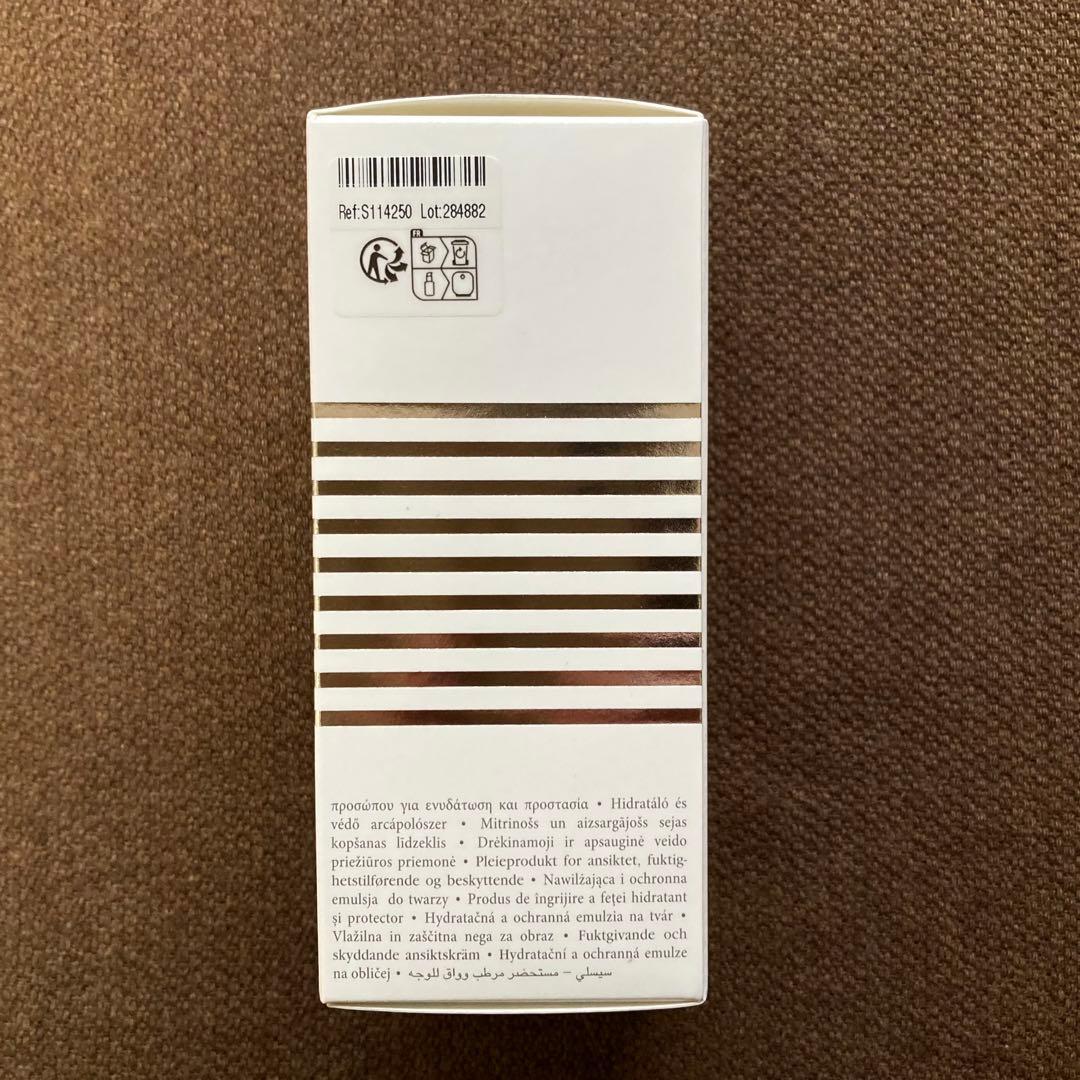 Ref:S114250 Lot:284882
FR
προσώπου για ενυδάτωση και προστασία • Hidratáló és
védő arcápolószer • Mitrinošs un aizsargājošs sejas
kopšanas līdzeklis • Drėkinamoji ir apsauginė veido
priežiūros priemonė • Pleieprodukt for ansiktet, fuktig-
hetstilførende og beskyttende • Nawilżająca i ochronna
emulsja do twarzy • Produs de îngrijire a feței hidratant
și protector • Hydratačná a ochranná emulzia na tvár •
Vlažilna in zaščitna nega za obraz • Fuktgivande och
skyddande ansiktskräm • Hydratační a ochranná emulze
na obličej • سيسلي – مستحضر مرطب وواق للوجه